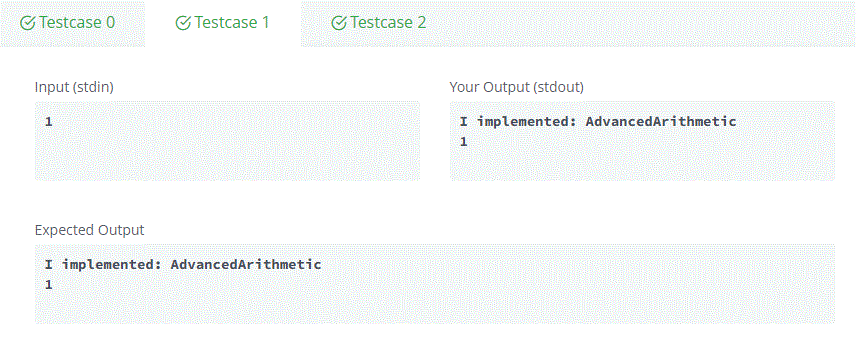 Testcase 0 Testcase 1 Testcase 2
Input (stdin)
1
Your Output (stdout)
I implemented: AdvancedArithmetic
1
Expected Output
I implemented: AdvancedArithmetic
1